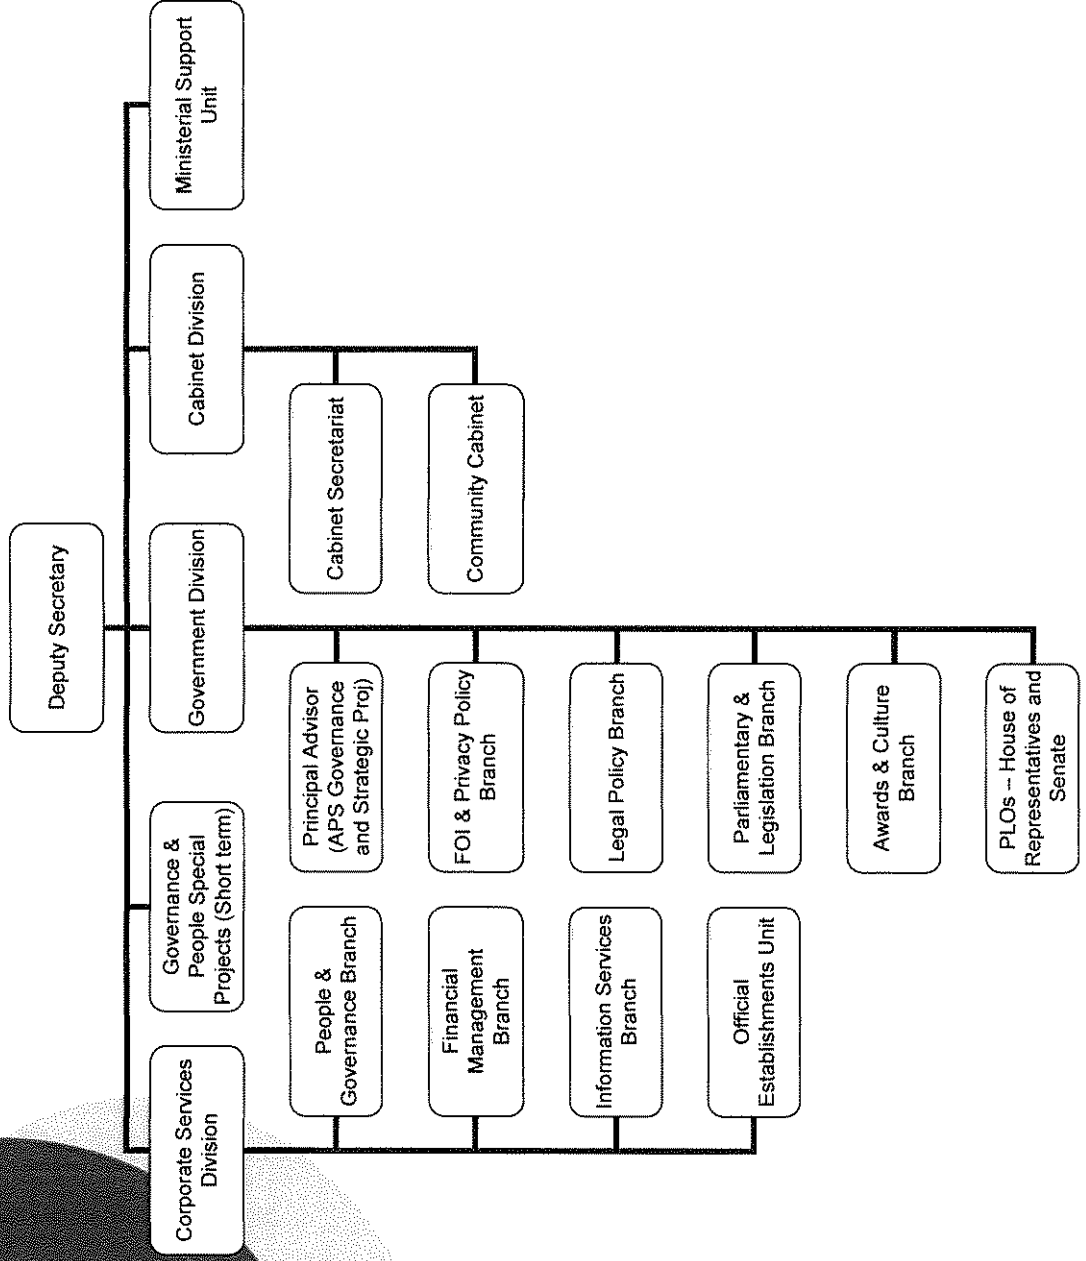 Deputy Secretary
Corporate Services
Division
Governance &
People Special
Projects (Short term)
Government Division
Cabinet Division
Ministerial Support
Unit
People &
Governance Branch
Financial
Management
Branch
Information Services
Branch
Official
Establishments Unit
Principal Advisor
(APS Governance
and Strategic Proj)
FOI & Privacy Policy
Branch
Legal Policy Branch
Parliamentary &
Legislation Branch
Awards & Culture
Branch
PLOs -- House of
Representatives and
Senate
Cabinet Secretariat
Community Cabinet